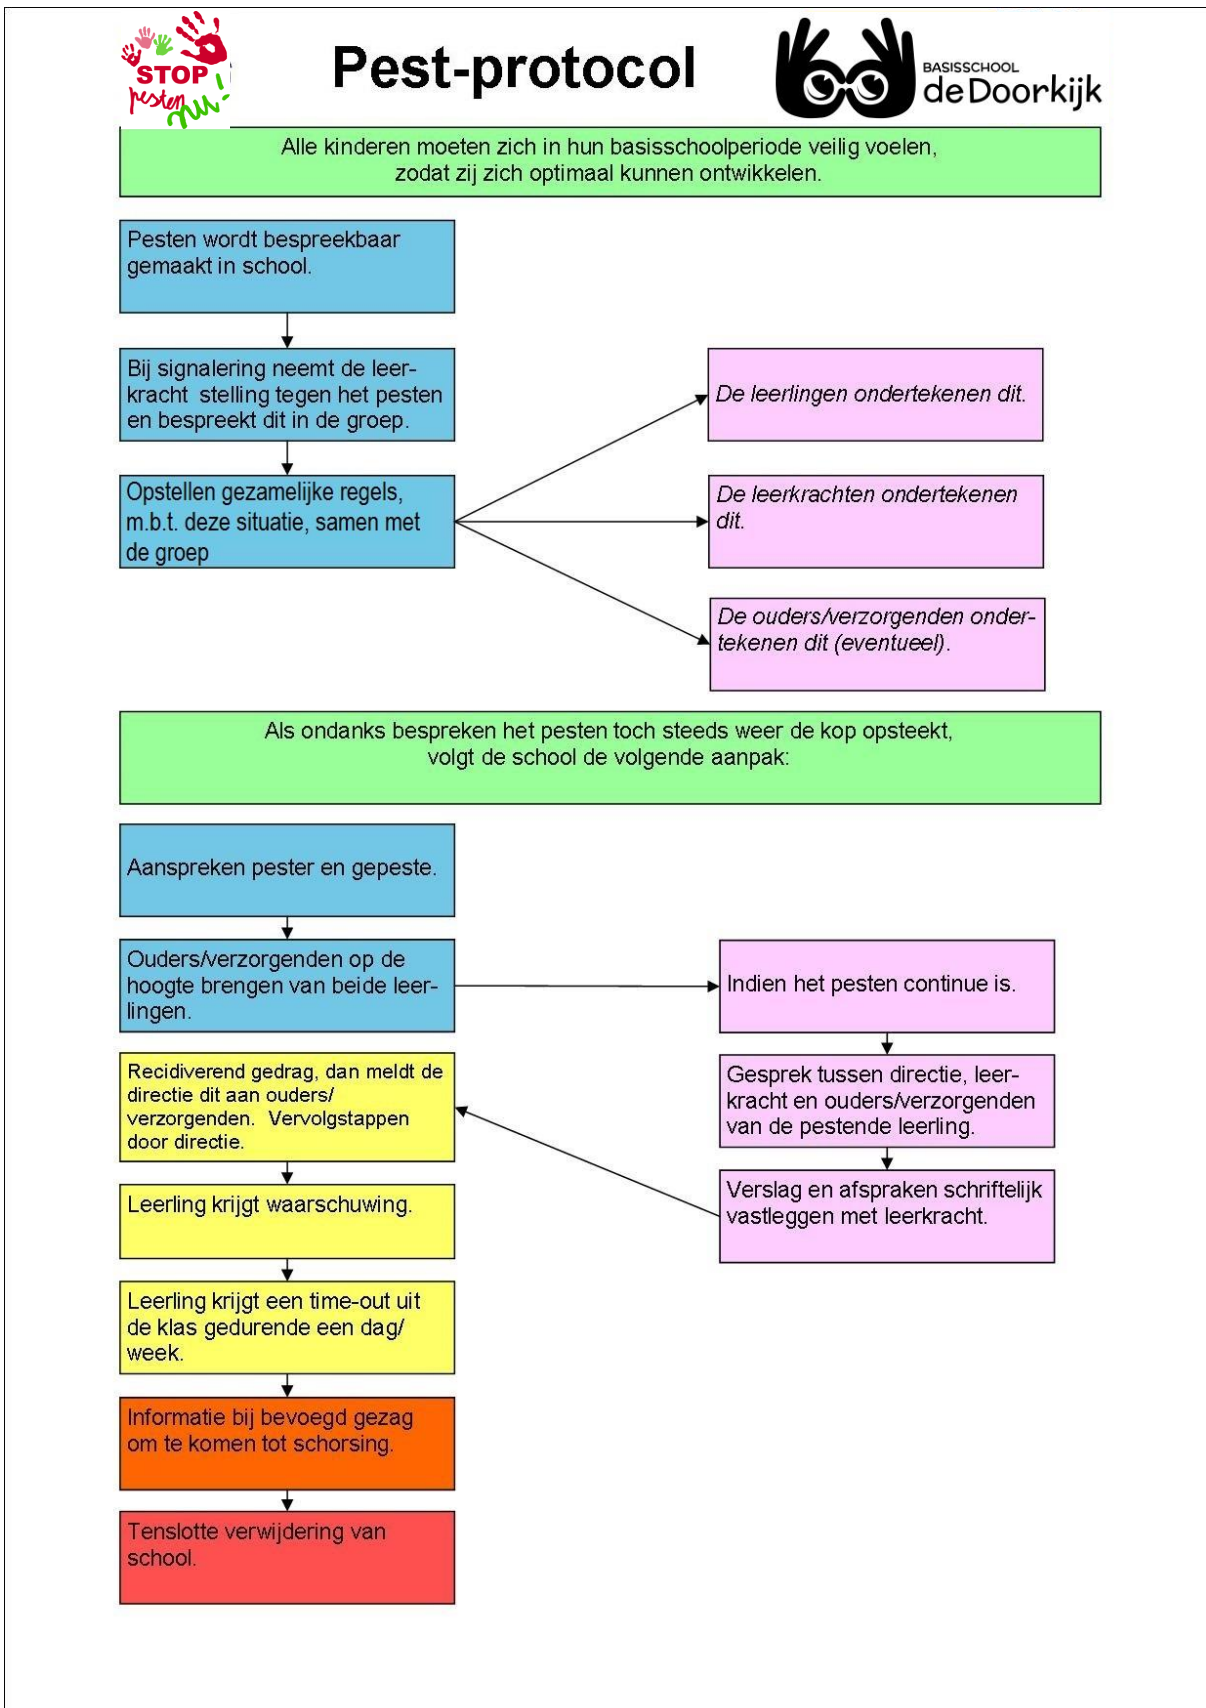 STOP
pesten
nu!
Pest-protocol
BASISSCHOOL
de Doorkijk
Alle kinderen moeten zich in hun basisschoolperiode veilig voelen,
zodat zij zich optimaal kunnen ontwikkelen.
Pesten wordt bespreekbaar
gemaakt in school.
Bij signalering neemt de leer-
kracht stelling tegen het pesten
en bespreekt dit in de groep.
De leerlingen ondertekenen dit.
Opstellen gezamelijke regels,
m.b.t. deze situatie, samen met
de groep
De leerkrachten ondertekenen
dit.
De ouders/verzorgenden onder-
tekenen dit (eventueel).
Als ondanks bespreken het pesten toch steeds weer de kop opsteekt,
volgt de school de volgende aanpak:
Aanspreken pester en gepeste.
Ouders/verzorgenden op de
hoogte brengen van beide leer-
lingen.
Indien het pesten continue is.
Gesprek tussen directie, leer-
kracht en ouders/verzorgenden
van de pestende leerling.
Verslag en afspraken schriftelijk
vastleggen met leerkracht.
Recidiverend gedrag, dan meldt de
directie dit aan ouders/
verzorgenden. Vervolgstappen
door directie.
Leerling krijgt waarschuwing.
Leerling krijgt een time-out uit
de klas gedurende een dag/
week.
Informatie bij bevoegd gezag
om te komen tot schorsing.
Tenslotte verwijdering van
school.